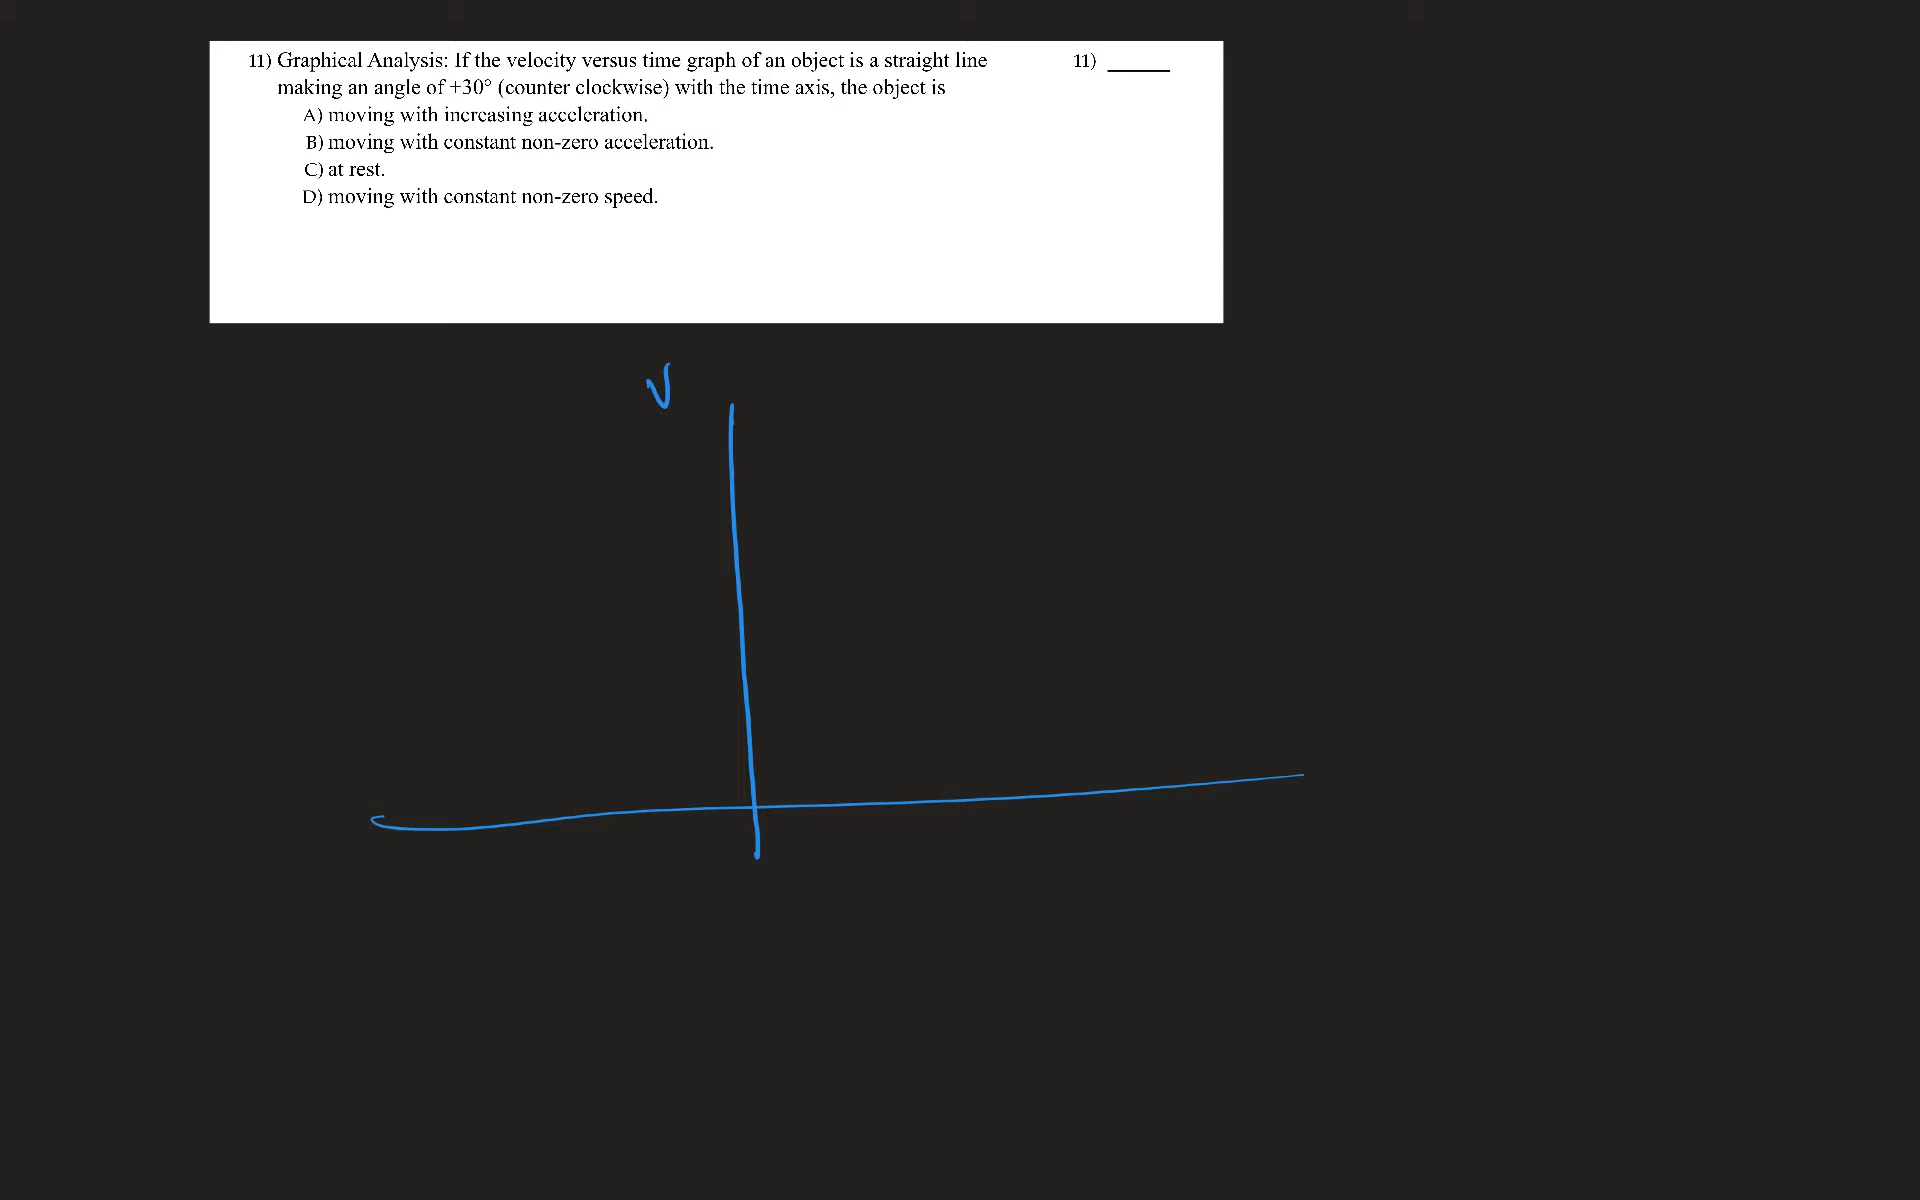 11) Graphical Analysis: If the velocity versus time graph of an object is a straight line 11) ______
making an angle of +30° (counter clockwise) with the time axis, the object is
A) moving with increasing acceleration.
B) moving with constant non-zero acceleration.
C) at rest.
D) moving with constant non-zero speed.
v